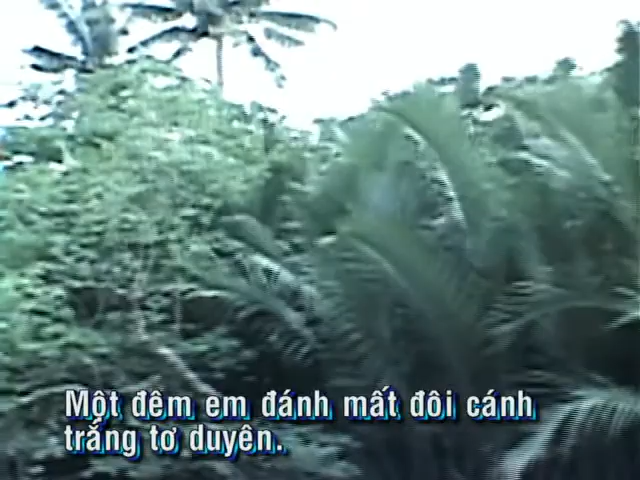 Một đêm em đánh mất đôi cánh
trắng tơ duyên.